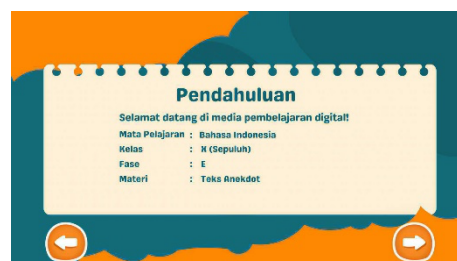 Pendahuluan
Selamat datang di media pembelajaran digital!
Mata Pelajaran : Bahasa Indonesia
Kelas : X (Sepuluh)
Fase : E
Materi : Teks Anekdot